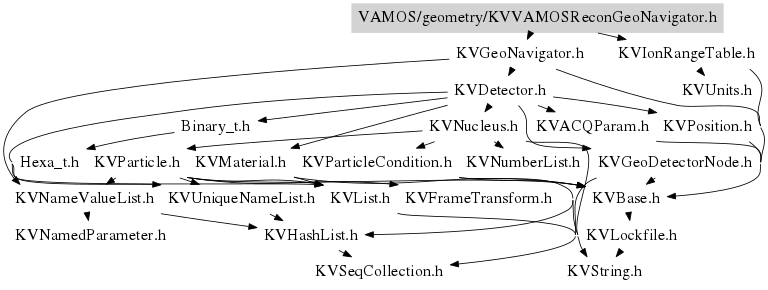 VAMOS/geometry/KVVAMOSReconGeoNavigator.h
KVGeoNavigator.h KVIonRangeTable.h
KVDetector.h KVUnits.h
Binary_t.h KVNucleus.h KVACQParam.h KVPosition.h
Hexa_t.h KVParticle.h KVMaterial.h KVParticleCondition.h KVNumberList.h KVGeoDetectorNode.h
KVNameValueList.h KVUniqueNameList.h KVList.h KVFrameTransform.h KVBase.h
KVNamedParameter.h KVHashList.h KVLockfile.h
KVSeqCollection.h KVString.h